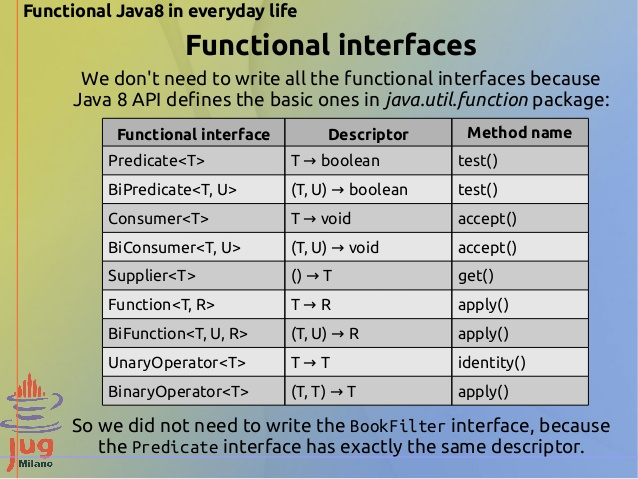 Functional Java8 in everyday life
Functional interfaces
We don't need to write all the functional interfaces because
Java 8 API defines the basic ones in java.util.function package:
Functional interface Descriptor Method name
Predicate<T> T → boolean test()
BiPredicate<T, U> (T, U) → boolean test()
Consumer<T> T → void accept()
BiConsumer<T, U> (T, U) → void accept()
Supplier<T> () → T get()
Function<T, R> T → R apply()
BiFunction<T, U, R> (T, U) → R apply()
UnaryOperator<T> T → T identity()
BinaryOperator<T> (T, T) → T apply()
So we did not need to write the BookFilter interface, because
the Predicate interface has exactly the same descriptor.
jug
Milano